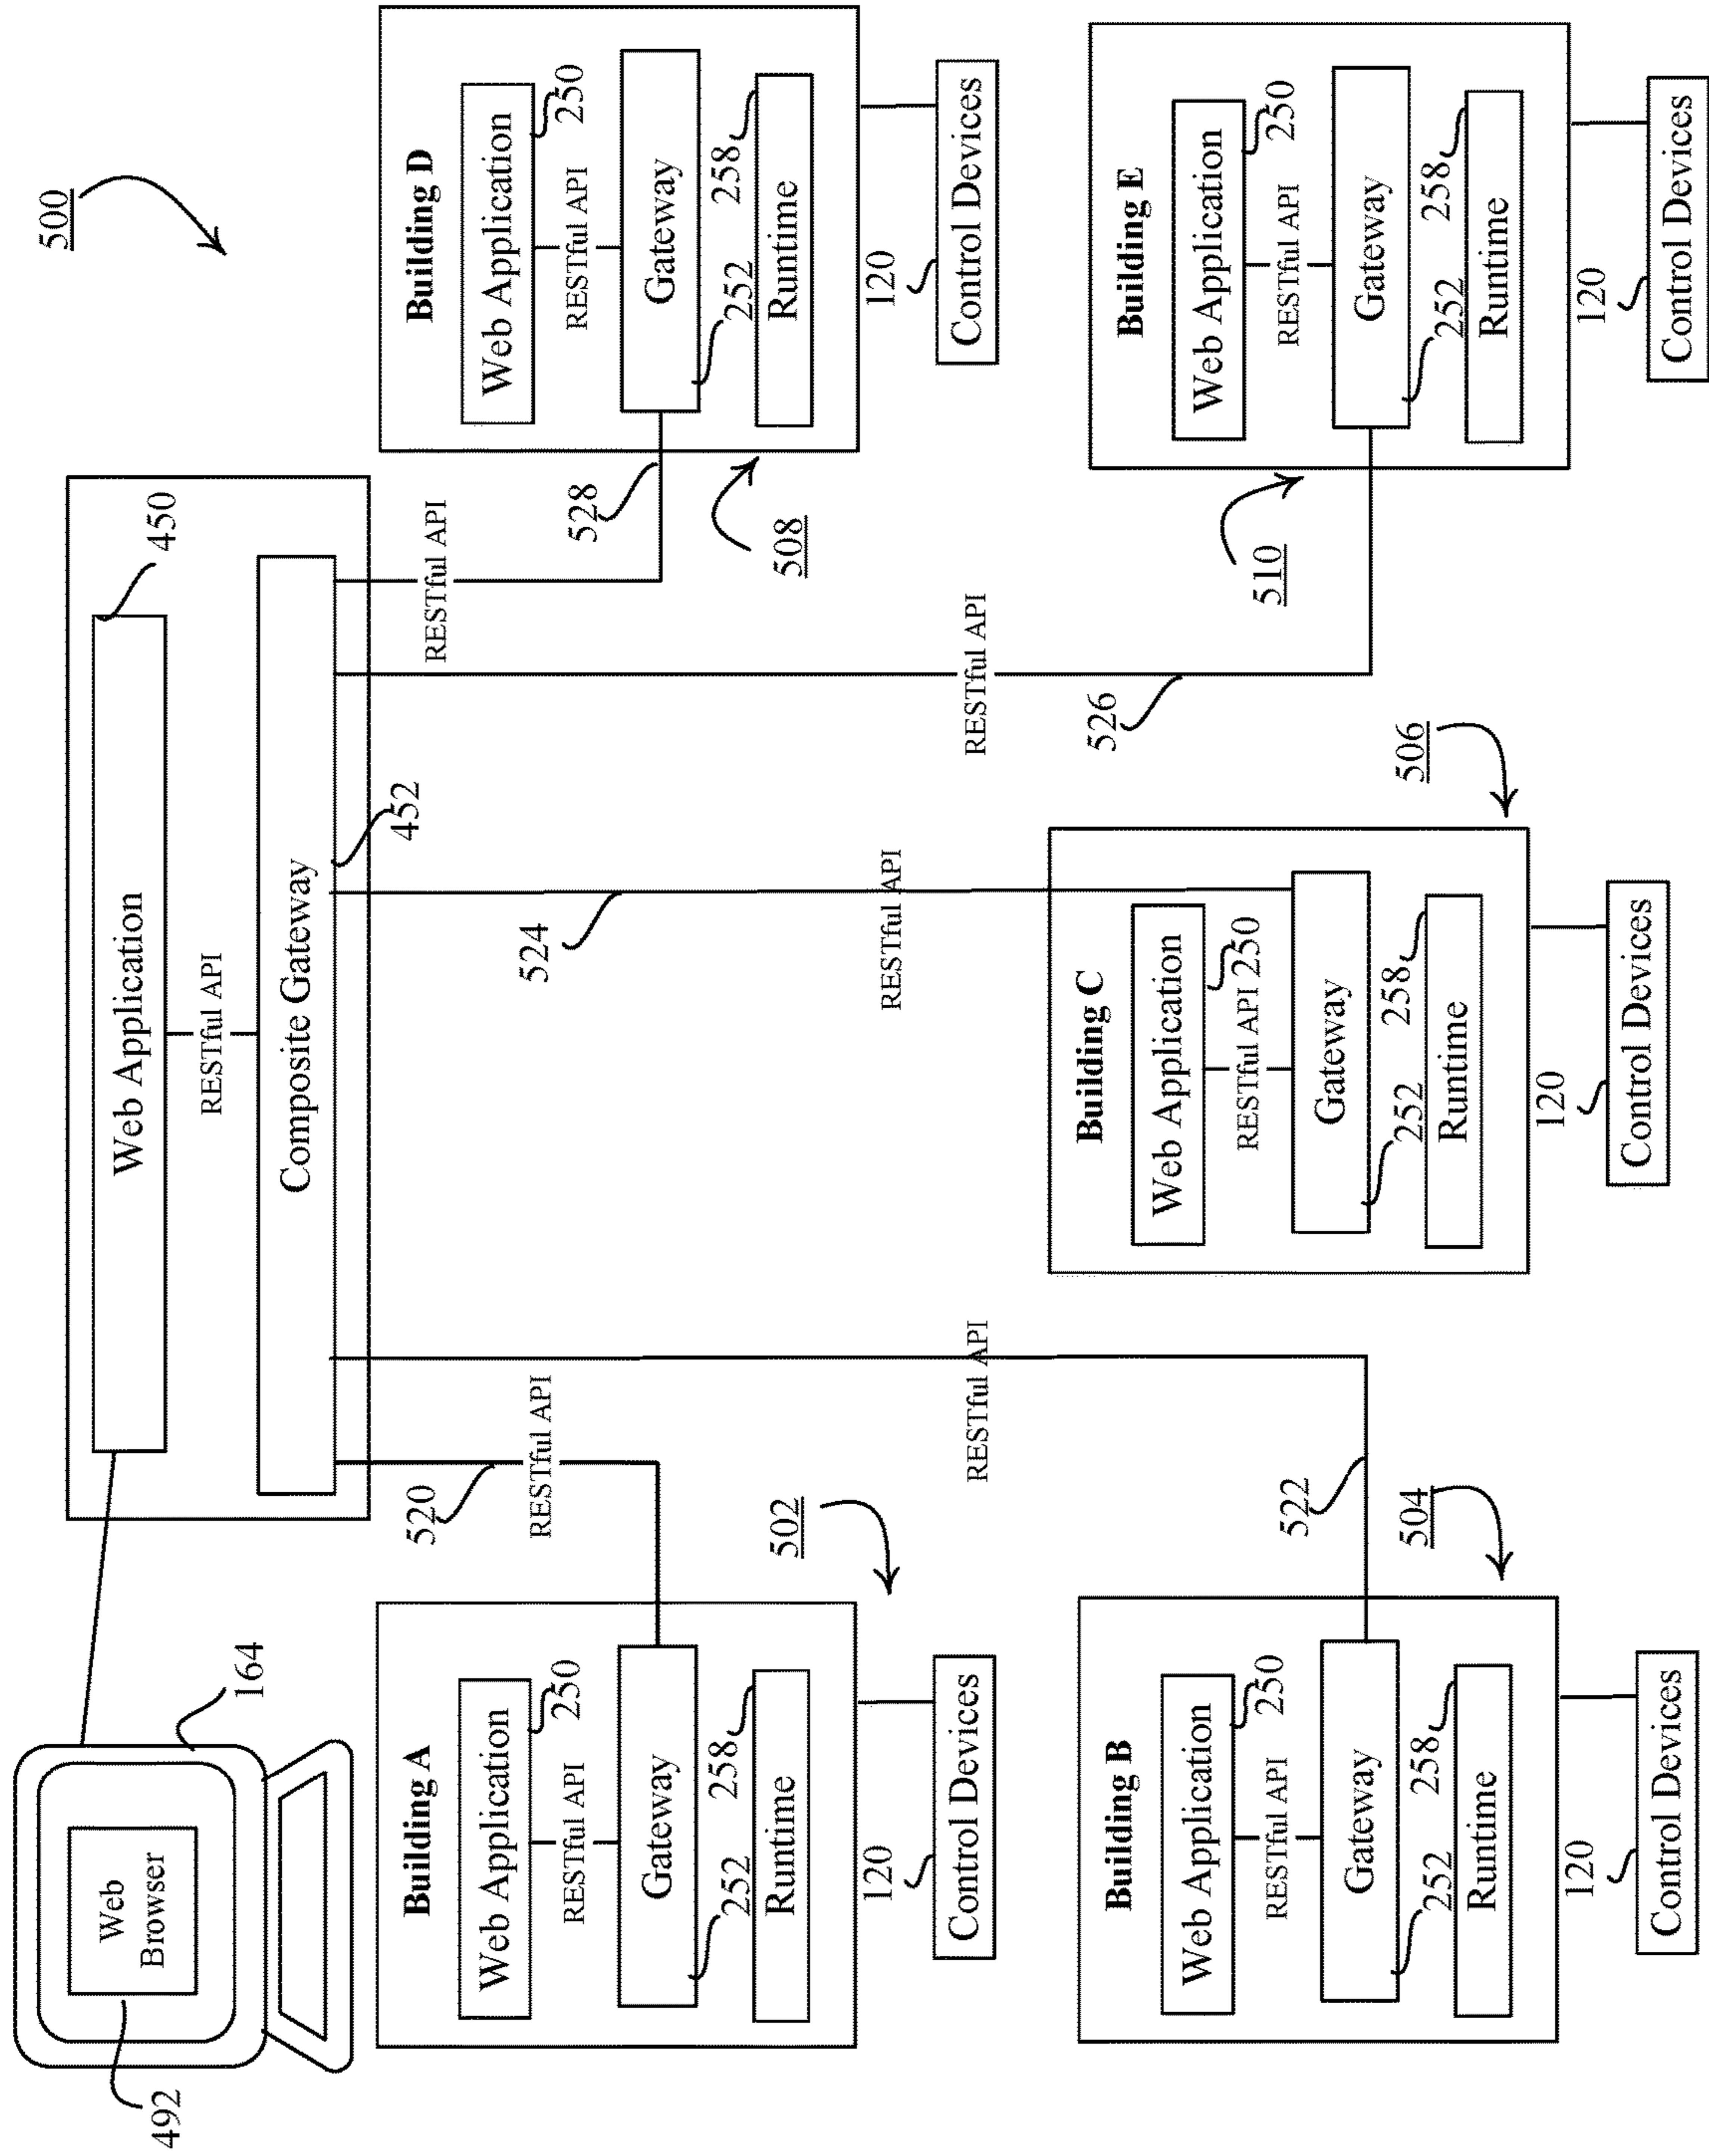 500
492
Web
Browser
164
Web Application
450
RESTful API
Composite Gateway
452
520
RESTful API
522
RESTful API
524
RESTful API
526
RESTful API
528
RESTful API
502
Building A
Web Application
250
RESTful API
Gateway
252
258
Runtime
120
Control Devices
508
Building D
Web Application
250
RESTful API
Gateway
252
258
Runtime
120
Control Devices
504
Building B
Web Application
250
RESTful API
Gateway
252
258
Runtime
120
Control Devices
506
Building C
Web Application
RESTful API 250
Gateway
252
258
Runtime
120
Control Devices
510
Building E
Web Application
250
RESTful API
Gateway
252
258
Runtime
120
Control Devices